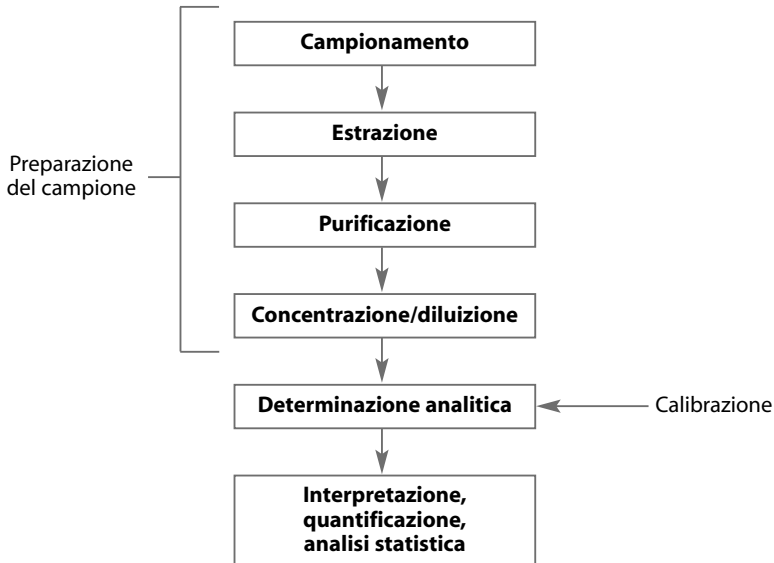 Campionamento
Estrazione
Preparazione
del campione
Purificazione
Concentrazione/diluizione
Determinazione analitica
Calibrazione
Interpretazione,
quantificazione,
analisi statistica